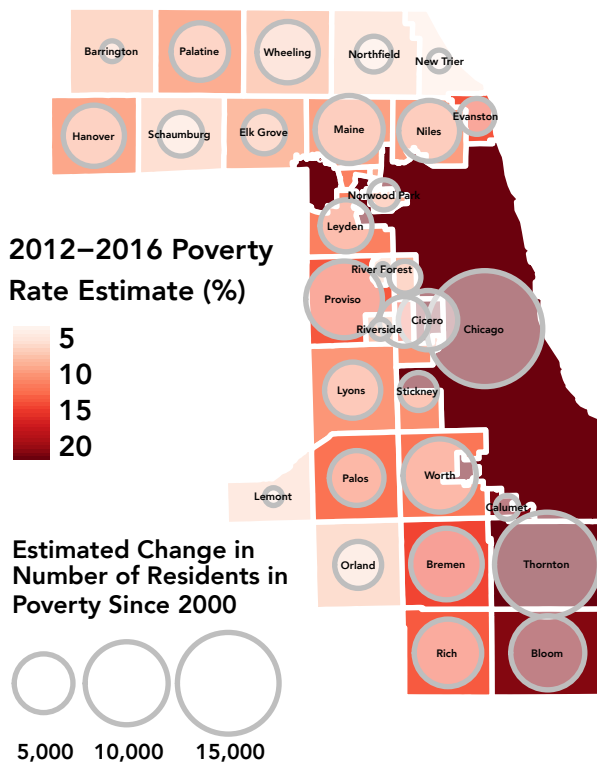 Barrington
Palatine
Wheeling
Northfield
New Trier
Hanover
Schaumburg
Elk Grove
Maine
Niles
Evanston
Norwood Park
Leyden
2012–2016 Poverty
Rate Estimate (%)
5
10
15
20
River Forest
Proviso
Riverside
Cicero
Chicago
Lyons
Stickney
Lemont
Palos
Worth
Calumet
Orland
Bremen
Thornton
Rich
Bloom
Estimated Change in
Number of Residents in
Poverty Since 2000
5,000 10,000 15,000